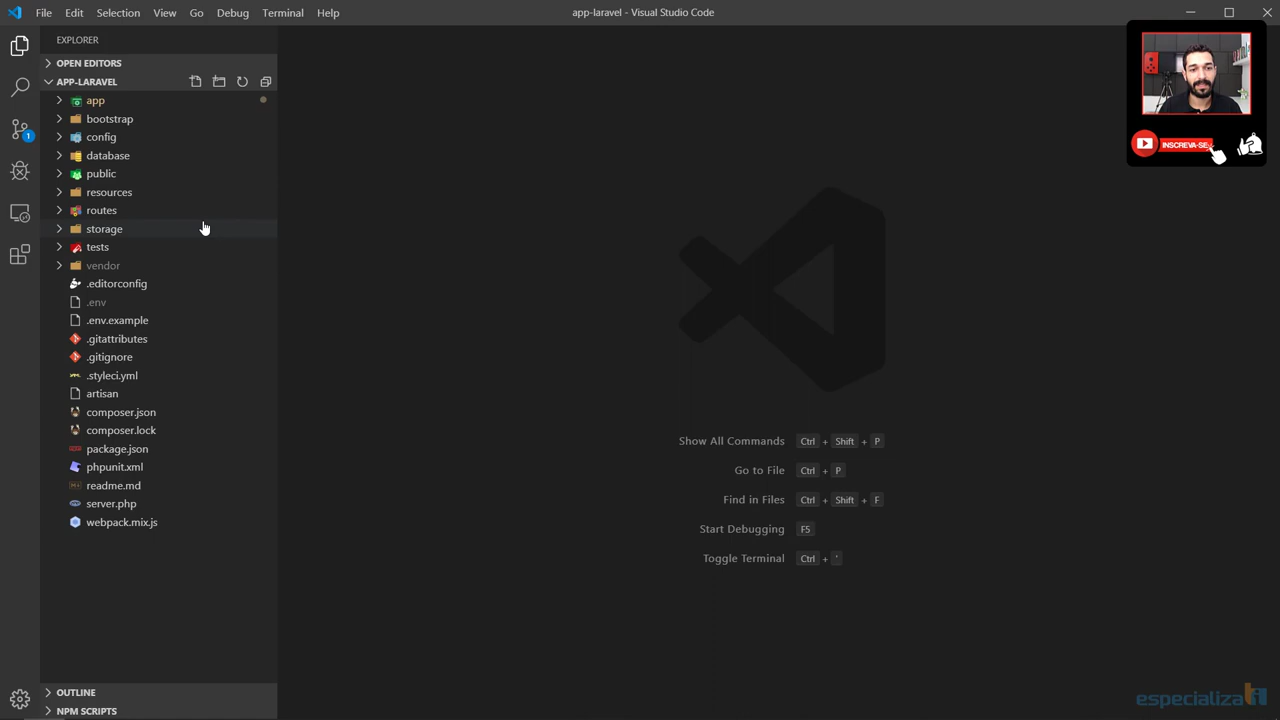 File Edit Selection View Go Debug Terminal Help
app-laravel - Visual Studio Code
EXPLORER
OPEN EDITORS
APP-LARAVEL
app
bootstrap
config
database
public
resources
routes
storage
tests
vendor
.editorconfig
.env
.env.example
.gitattributes
.gitignore
.styleci.yml
artisan
composer.json
composer.lock
package.json
phpunit.xml
readme.md
server.php
webpack.mix.js
OUTLINE
NPM SCRIPTS
1
Show All Commands Ctrl + Shift + P
Go to File Ctrl + P
Find in Files Ctrl + Shift + F
Start Debugging F5
Toggle Terminal Ctrl + '
INSCREVA-SE
especializati